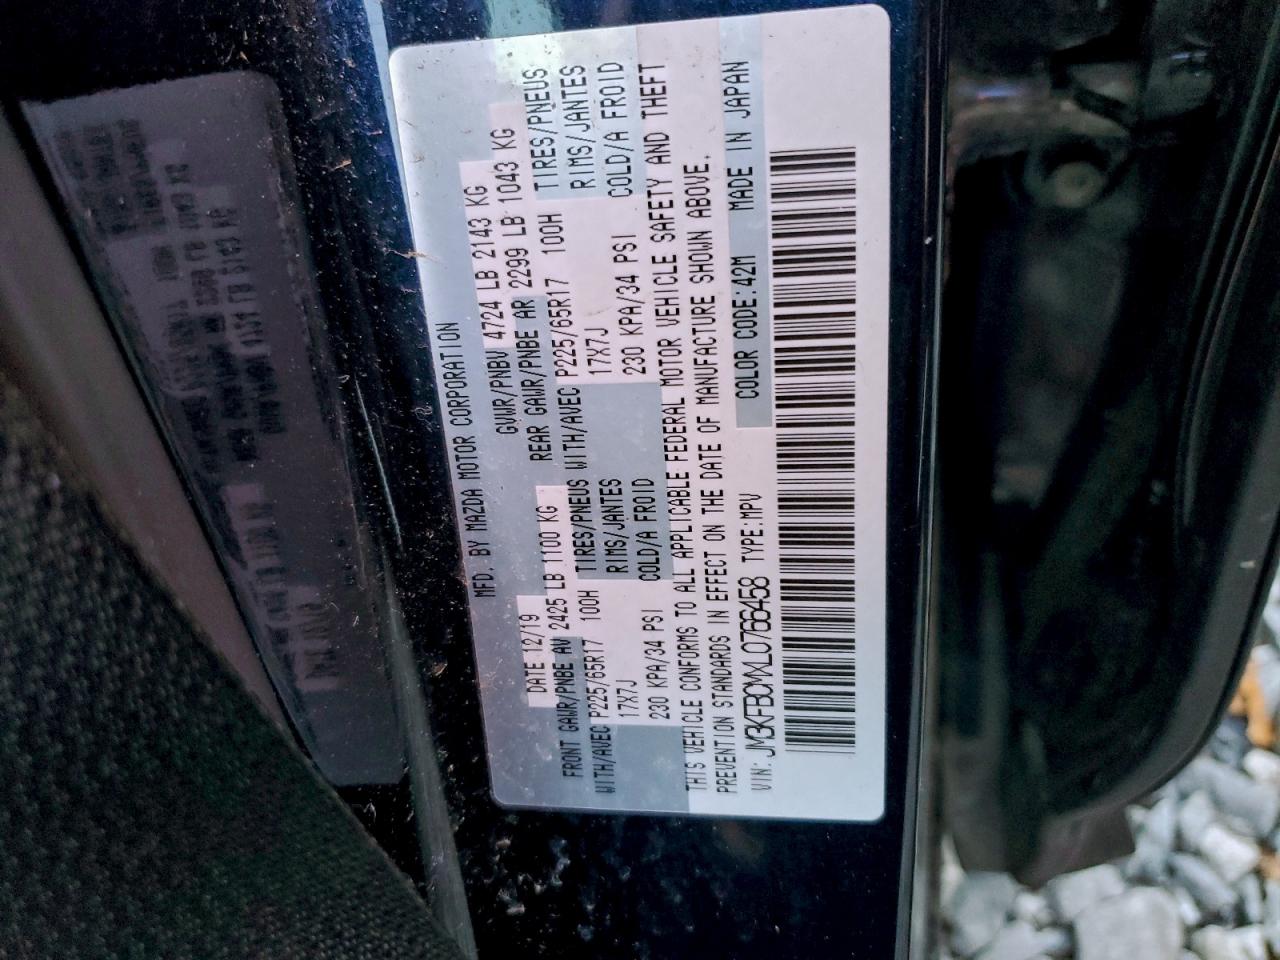 MFD. BY MAZDA MOTOR CORPORATION
DATE 12/19 GVWR/PNBV 4724 LB 2143 KG
FRONT GAWR/PNBE AV 2425 LB 1100 KG REAR GAWR/PNBE AR 2299 LB 1043 KG
WITH/AVEC P225/65R17 100H TIRES/PNEUS WITH/AVEC P225/65R17 100H TIRES/PNEUS
17X7J RIMS/JANTES 17X7J RIMS/JANTES
230 KPA/34 PSI COLD/A FROID 230 KPA/34 PSI COLD/A FROID
THIS VEHICLE CONFORMS TO ALL APPLICABLE FEDERAL MOTOR VEHICLE SAFETY AND THEFT
PREVENTION STANDARDS IN EFFECT ON THE DATE OF MANUFACTURE SHOWN ABOVE.
VIN: JM3KFBCMXL0766458 TYPE:MPV COLOR CODE:42M MADE IN JAPAN